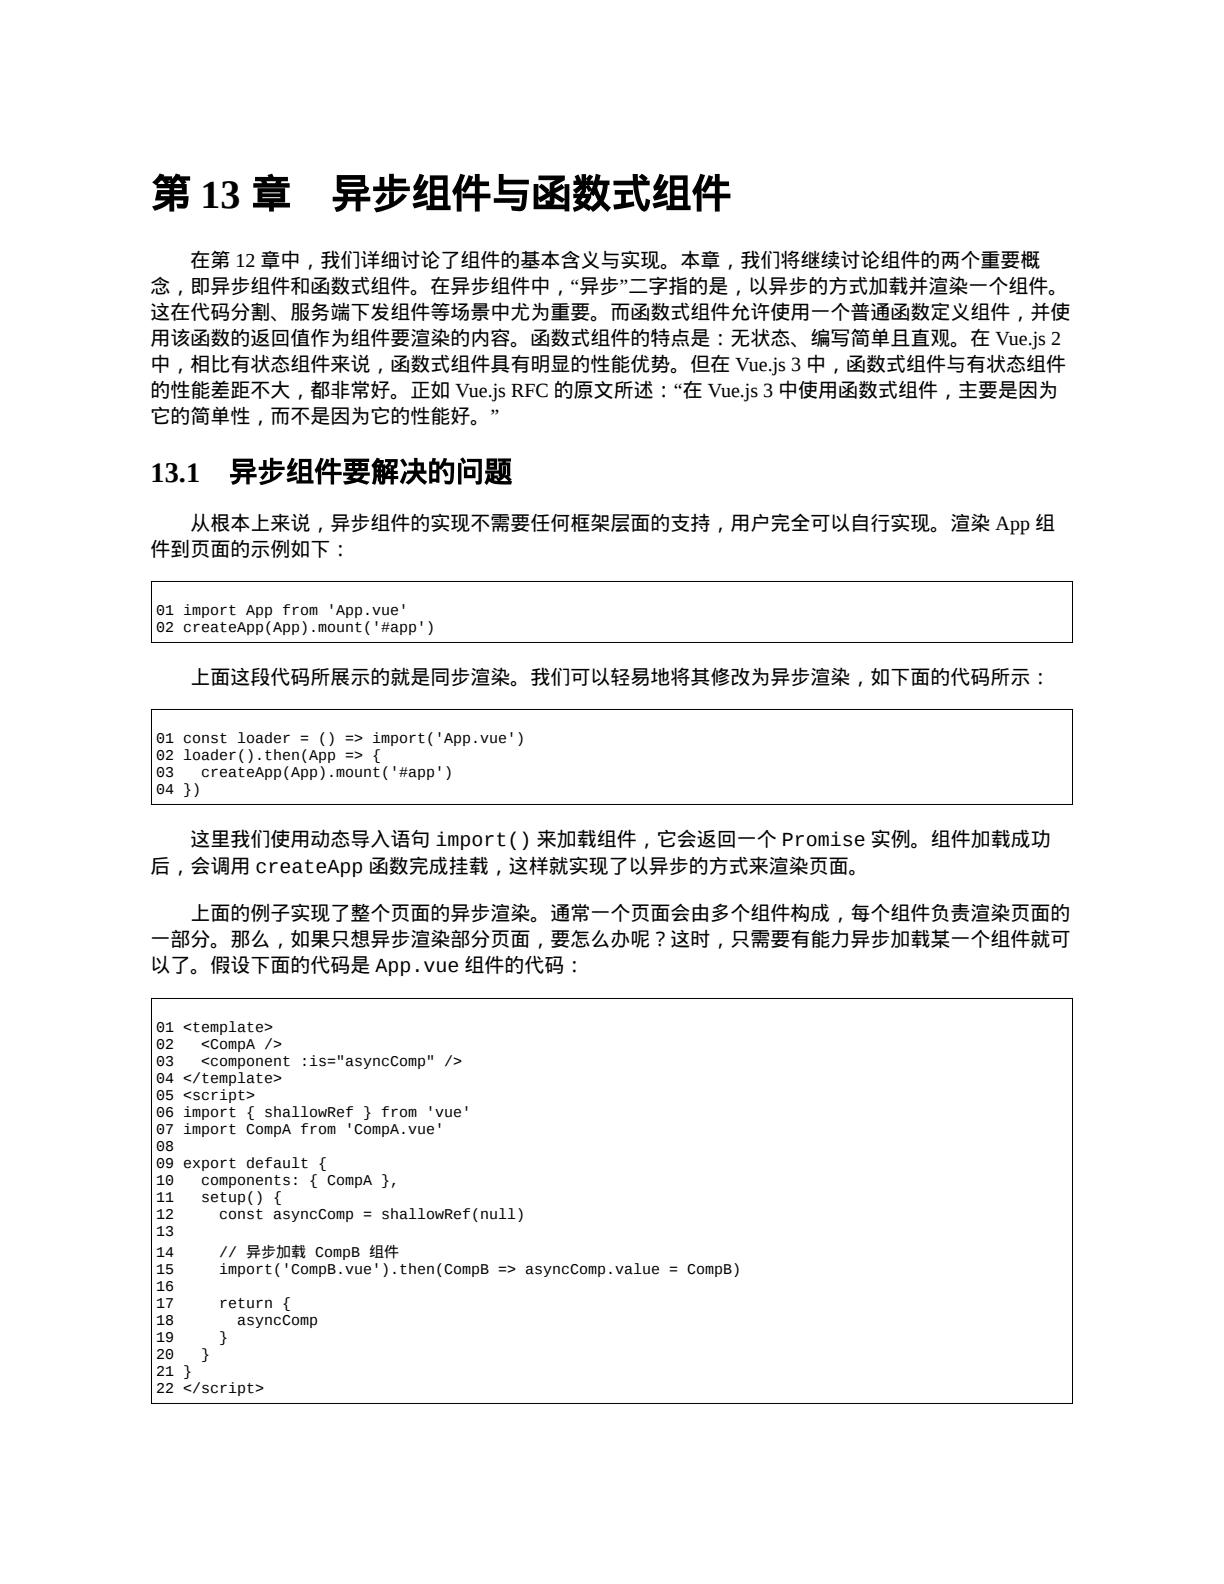 第 13 章　异步组件与函数式组件
在第 12 章中，我们详细讨论了组件的基本含义与实现。本章，我们将继续讨论组件的两个重要概
念，即异步组件和函数式组件。在异步组件中，“异步”二字指的是，以异步的方式加载并渲染一个组件。
这在代码分割、服务端下发组件等场景中尤为重要。而函数式组件允许使用一个普通函数定义组件，并使
用该函数的返回值作为组件要渲染的内容。函数式组件的特点是：无状态、编写简单且直观。在 Vue.js 2
中，相比有状态组件来说，函数式组件具有明显的性能优势。但在 Vue.js 3 中，函数式组件与有状态组件
的性能差距不大，都非常好。正如 Vue.js RFC 的原文所述：“在 Vue.js 3 中使用函数式组件，主要是因为
它的简单性，而不是因为它的性能好。”
13.1　异步组件要解决的问题
从根本上来说，异步组件的实现不需要任何框架层面的支持，用户完全可以自行实现。渲染 App 组
件到页面的示例如下：
01 import App from 'App.vue'
02 createApp(App).mount('#app')
上面这段代码所展示的就是同步渲染。我们可以轻易地将其修改为异步渲染，如下面的代码所示：
01 const loader = () => import('App.vue')
02 loader().then(App => {
03   createApp(App).mount('#app')
04 })
这里我们使用动态导入语句 import() 来加载组件，它会返回一个 Promise 实例。组件加载成功
后，会调用 createApp 函数完成挂载，这样就实现了以异步的方式来渲染页面。
上面的例子实现了整个页面的异步渲染。通常一个页面会由多个组件构成，每个组件负责渲染页面的
一部分。那么，如果只想异步渲染部分页面，要怎么办呢？这时，只需要有能力异步加载某一个组件就可
以了。假设下面的代码是 App.vue 组件的代码：
01 <template>
02   <CompA />
03   <component :is="asyncComp" />
04 </template>
05 <script>
06 import { shallowRef } from 'vue'
07 import CompA from 'CompA.vue'
08
09 export default {
10   components: { CompA },
11   setup() {
12     const asyncComp = shallowRef(null)
13
14     // 异步加载 CompB 组件
15     import('CompB.vue').then(CompB => asyncComp.value = CompB)
16
17     return {
18       asyncComp
19     }
20   }
21 }
22 </script>